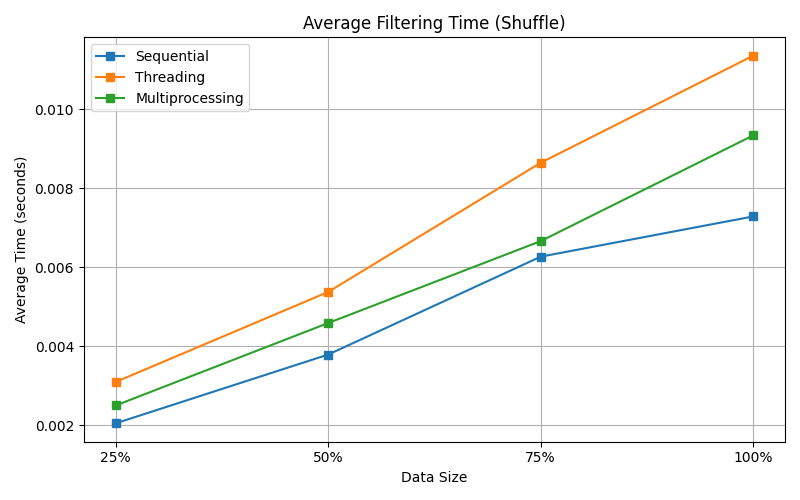 Average Filtering Time (Shuffle)
Sequential
Threading
Multiprocessing
Average Time (seconds)
0.010
0.008
0.006
0.004
0.002
25%
50%
75%
100%
Data Size